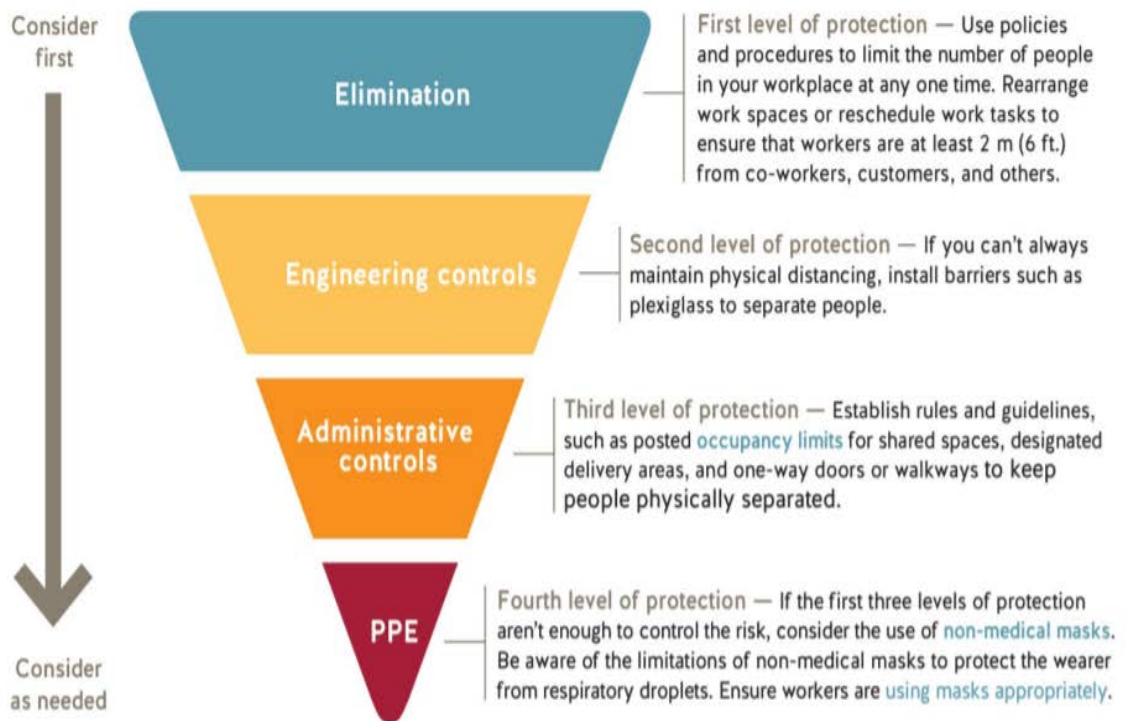 Consider
first
Elimination
First level of protection — Use policies
and procedures to limit the number of people
in your workplace at any one time. Rearrange
work spaces or reschedule work tasks to
ensure that workers are at least 2 m (6 ft.)
from co-workers, customers, and others.
Engineering controls
Second level of protection — If you can't always
maintain physical distancing, install barriers such as
plexiglass to separate people.
Administrative
controls
Third level of protection — Establish rules and guidelines,
such as posted occupancy limits for shared spaces, designated
delivery areas, and one-way doors or walkways to keep
people physically separated.
PPE
Fourth level of protection — If the first three levels of protection
aren't enough to control the risk, consider the use of non-medical masks.
Be aware of the limitations of non-medical masks to protect the wearer
from respiratory droplets. Ensure workers are using masks appropriately.
Consider
as needed